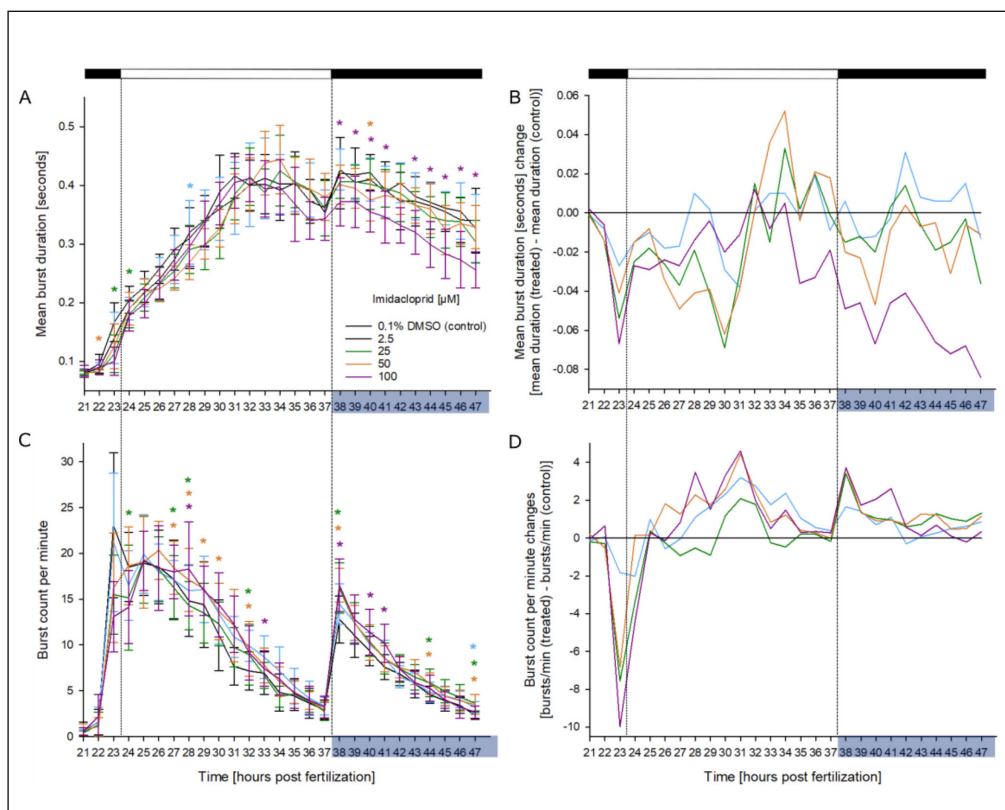 A
B
Mean burst duration [seconds]
0.5
0.4
0.3
0.2
0.1
Imidacloprid [µM]
0.1% DMSO (control)
2.5
25
50
100
21 22 23 24 25 26 27 28 29 30 31 32 33 34 35 36 37 38 39 40 41 42 43 44 45 46 47
Mean burst duration [seconds] change
[mean duration (treated) - mean duration (control)]
0.06
0.04
0.02
0.00
-0.02
-0.04
-0.06
-0.08
21 22 23 24 25 26 27 28 29 30 31 32 33 34 35 36 37 38 39 40 41 42 43 44 45 46 47
C
D
Burst count per minute
30
25
20
15
10
5
0
21 22 23 24 25 26 27 28 29 30 31 32 33 34 35 36 37 38 39 40 41 42 43 44 45 46 47
Time [hours post fertilization]
Burst count per minute changes
[bursts/min (treated) - bursts/min (control)]
4
2
0
-2
-4
-6
-8
-10
21 22 23 24 25 26 27 28 29 30 31 32 33 34 35 36 37 38 39 40 41 42 43 44 45 46 47
Time [hours post fertilization]